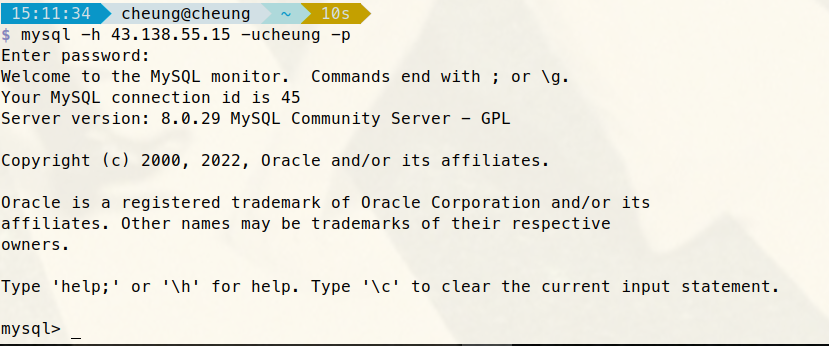 15:11:34 cheung@cheung ~ 10s
$ mysql -h 43.138.55.15 -ucheung -p
Enter password:
Welcome to the MySQL monitor.  Commands end with ; or \g.
Your MySQL connection id is 45
Server version: 8.0.29 MySQL Community Server - GPL
Copyright (c) 2000, 2022, Oracle and/or its affiliates.
Oracle is a registered trademark of Oracle Corporation and/or its
affiliates. Other names may be trademarks of their respective
owners.
Type 'help;' or '\h' for help. Type '\c' to clear the current input statement.
mysql> _